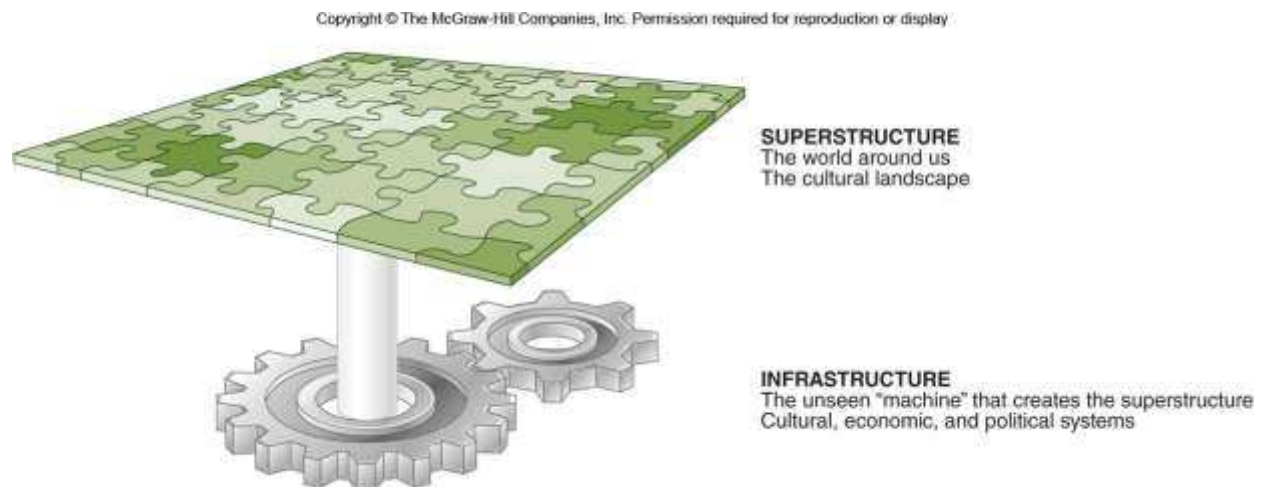 Copyright © The McGraw-Hill Companies, Inc. Permission required for reproduction or display
SUPERSTRUCTURE
The world around us
The cultural landscape
INFRASTRUCTURE
The unseen "machine" that creates the superstructure
Cultural, economic, and political systems